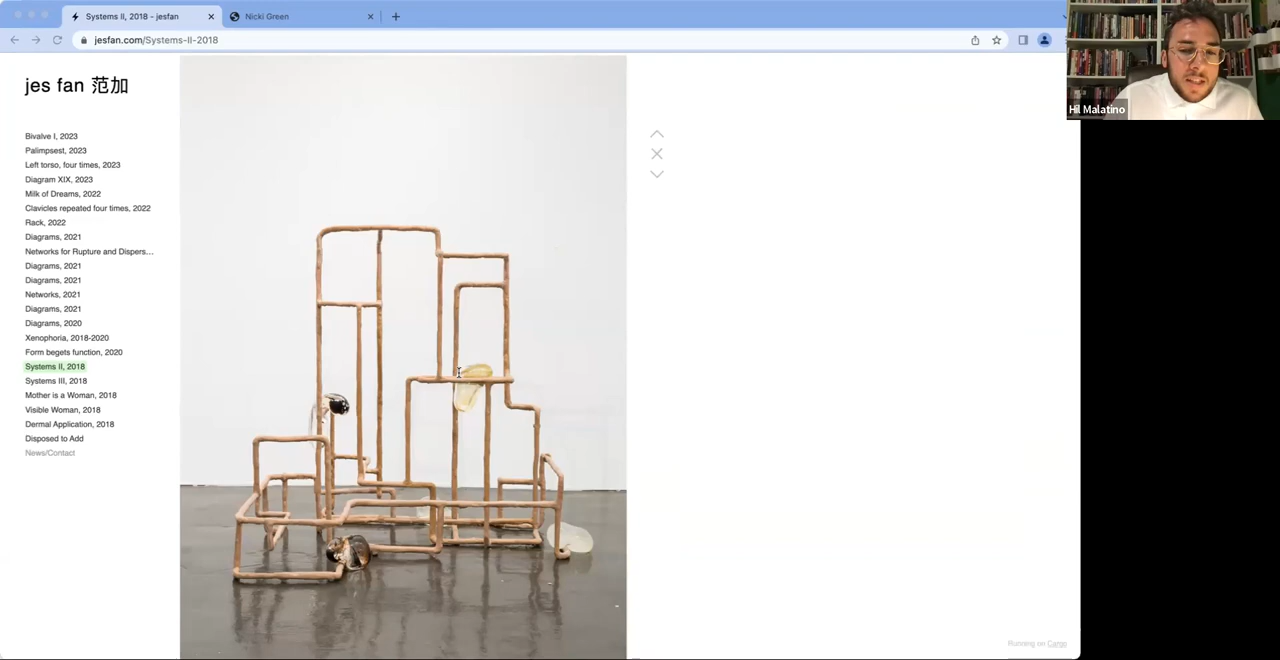 Systems II, 2018 - jesfan
Nicki Green
jesfan.com/Systems-II-2018
Hil Malatino
jes fan 范加
Bivalve I, 2023
Palimpsest, 2023
Left torso, four times, 2023
Diagram XIX, 2023
Milk of Dreams, 2022
Clavicles repeated four times, 2022
Rack, 2022
Diagrams, 2021
Networks for Rupture and Dispers...
Diagrams, 2021
Diagrams, 2021
Networks, 2021
Diagrams, 2021
Diagrams, 2020
Xenophoria, 2018-2020
Form begets function, 2020
Systems II, 2018
Systems III, 2018
Mother is a Woman, 2018
Visible Woman, 2018
Dermal Application, 2018
Disposed to Add
News/Contact
Running on Cargo